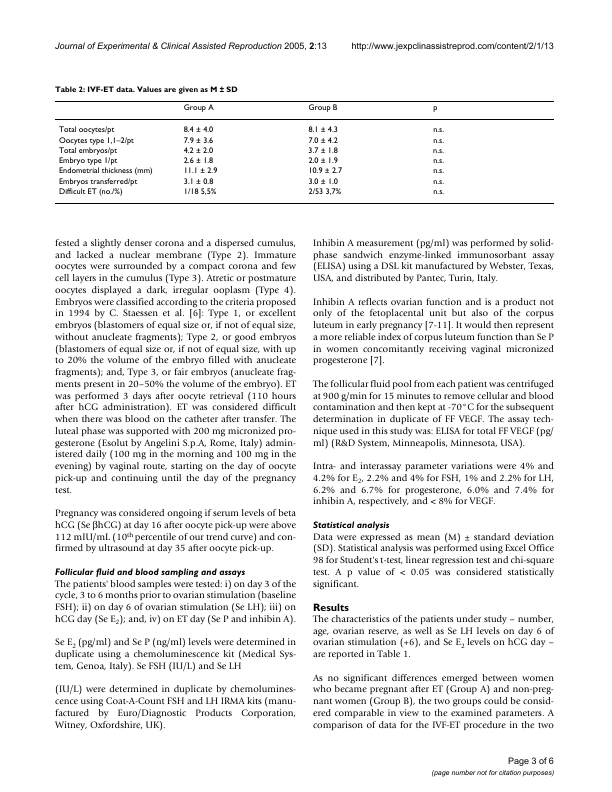 Journal of Experimental & Clinical Assisted Reproduction 2005, 2:13 http://www.jexpclinassistreprod.com/content/2/1/13
Table 2: IVF-ET data. Values are given as M ± SD
Group A Group B p
Total oocytes/pt 8.4 ± 4.0 8.1 ± 4.3 n.s.
Oocytes type 1,1–2/pt 7.9 ± 3.6 7.0 ± 4.2 n.s.
Total embryos/pt 4.2 ± 2.0 3.7 ± 1.8 n.s.
Embryo type 1/pt 2.6 ± 1.8 2.0 ± 1.9 n.s.
Endometrial thickness (mm) 11.1 ± 2.9 10.9 ± 2.7 n.s.
Embryos transferred/pt 3.1 ± 0.8 3.0 ± 1.0 n.s.
Difficult ET (no./%) 1/18 5,5% 2/53 3,7% n.s.
fested a slightly denser corona and a dispersed cumulus,
and lacked a nuclear membrane (Type 2). Immature
oocytes were surrounded by a compact corona and few
cell layers in the cumulus (Type 3). Atretic or postmature
oocytes displayed a dark, irregular ooplasm (Type 4).
Embryos were classified according to the criteria proposed
in 1994 by C. Staessen et al. [6]: Type 1, or excellent
embryos (blastomers of equal size or, if not of equal size,
without anucleate fragments); Type 2, or good embryos
(blastomers of equal size or, if not of equal size, with up
to 20% the volume of the embryo filled with anucleate
fragments); and, Type 3, or fair embryos (anucleate frag-
ments present in 20–50% the volume of the embryo). ET
was performed 3 days after oocyte retrieval (110 hours
after hCG administration). ET was considered difficult
when there was blood on the catheter after transfer. The
luteal phase was supported with 200 mg micronized pro-
gesterone (Esolut by Angelini S.p.A, Rome, Italy) admin-
istered daily (100 mg in the morning and 100 mg in the
evening) by vaginal route, starting on the day of oocyte
pick-up and continuing until the day of the pregnancy
test.
Pregnancy was considered ongoing if serum levels of beta
hCG (Se βhCG) at day 16 after oocyte pick-up were above
112 mIU/mL (10th percentile of our trend curve) and con-
firmed by ultrasound at day 35 after oocyte pick-up.
Follicular fluid and blood sampling and assays
The patients' blood samples were tested: i) on day 3 of the
cycle, 3 to 6 months prior to ovarian stimulation (baseline
FSH); ii) on day 6 of ovarian stimulation (Se LH); iii) on
hCG day (Se E2); and, iv) on ET day (Se P and inhibin A).
Se E2 (pg/ml) and Se P (ng/ml) levels were determined in
duplicate using a chemoluminescence kit (Medical Sys-
tem, Genoa, Italy). Se FSH (IU/L) and Se LH
(IU/L) were determined in duplicate by chemolumines-
cence using Coat-A-Count FSH and LH IRMA kits (manu-
factured by Euro/Diagnostic Products Corporation,
Witney, Oxfordshire, UK).
Inhibin A measurement (pg/ml) was performed by solid-
phase sandwich enzyme-linked immunosorbant assay
(ELISA) using a DSL kit manufactured by Webster, Texas,
USA, and distributed by Pantec, Turin, Italy.
Inhibin A reflects ovarian function and is a product not
only of the fetoplacental unit but also of the corpus
luteum in early pregnancy [7-11]. It would then represent
a more reliable index of corpus luteum function than Se P
in women concomitantly receiving vaginal micronized
progesterone [7].
The follicular fluid pool from each patient was centrifuged
at 900 g/min for 15 minutes to remove cellular and blood
contamination and then kept at -70°C for the subsequent
determination in duplicate of FF VEGF. The assay tech-
nique used in this study was: ELISA for total FF VEGF (pg/
ml) (R&D System, Minneapolis, Minnesota, USA).
Intra- and interassay parameter variations were 4% and
4.2% for E2, 2.2% and 4% for FSH, 1% and 2.2% for LH,
6.2% and 6.7% for progesterone, 6.0% and 7.4% for
inhibin A, respectively, and < 8% for VEGF.
Statistical analysis
Data were expressed as mean (M) ± standard deviation
(SD). Statistical analysis was performed using Excel Office
98 for Student's t-test, linear regression test and chi-square
test. A p value of < 0.05 was considered statistically
significant.
Results
The characteristics of the patients under study – number,
age, ovarian reserve, as well as Se LH levels on day 6 of
ovarian stimulation (+6), and Se E2 levels on hCG day –
are reported in Table 1.
As no significant differences emerged between women
who became pregnant after ET (Group A) and non-preg-
nant women (Group B), the two groups could be consid-
ered comparable in view to the examined parameters. A
comparison of data for the IVF-ET procedure in the two
Page 3 of 6
(page number not for citation purposes)